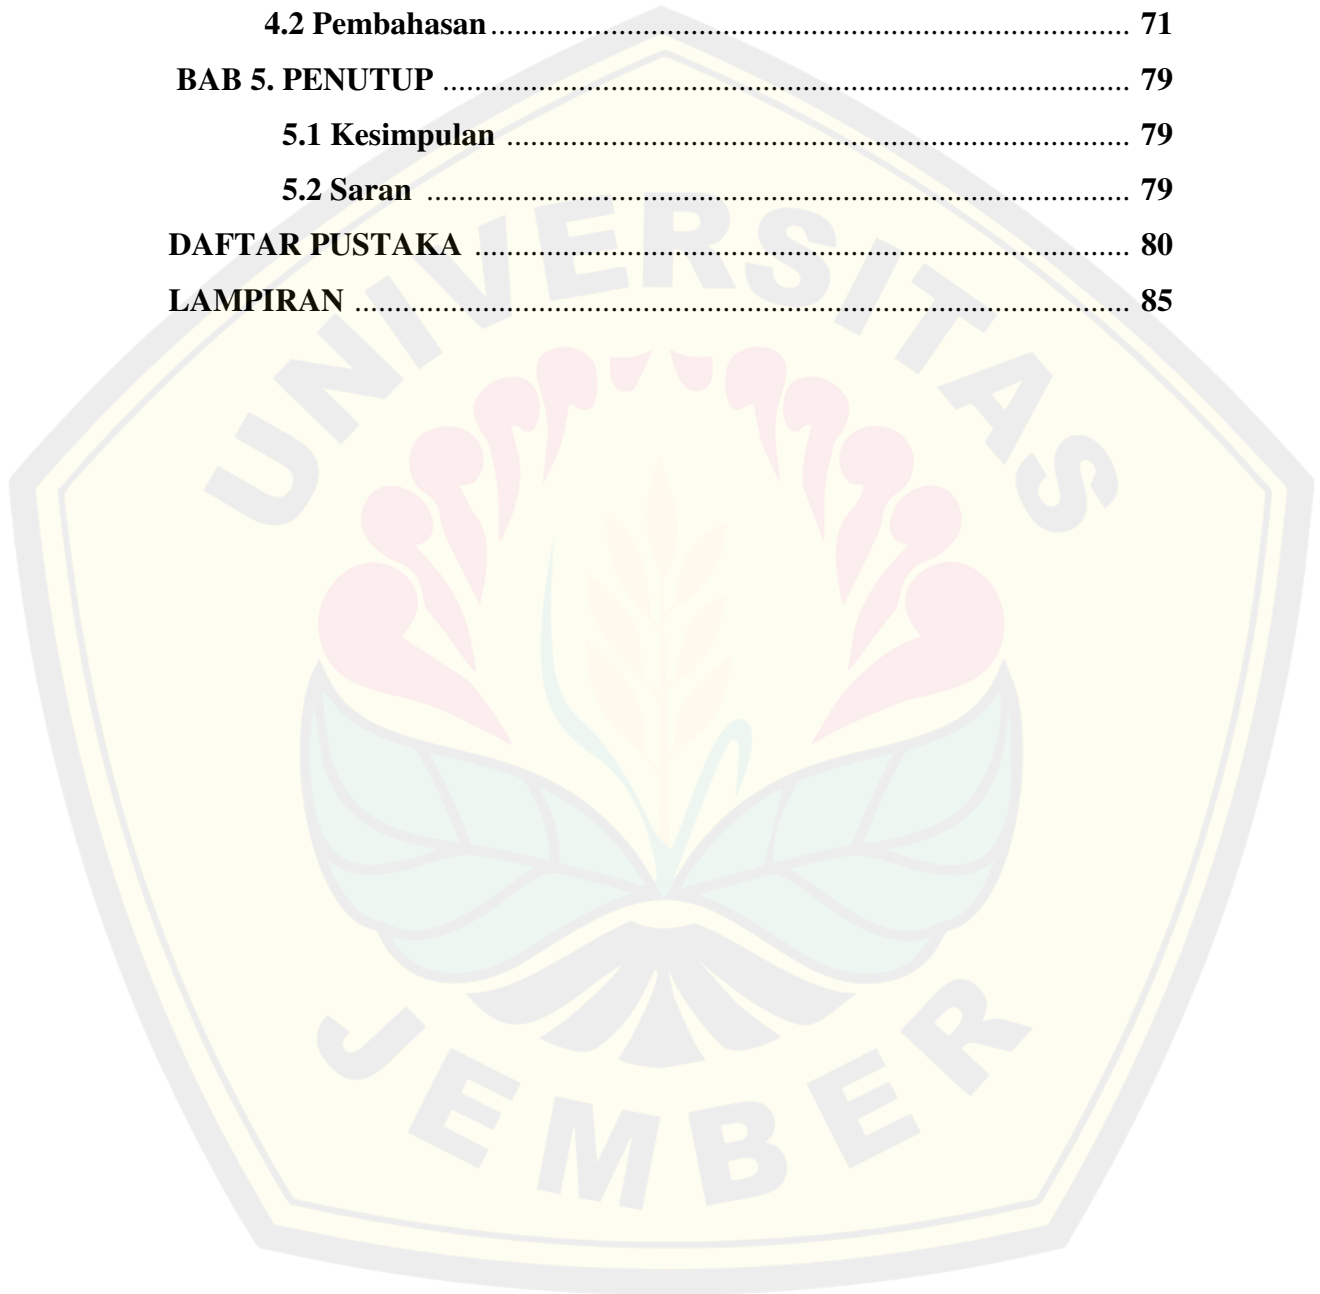 4.2 Pembahasan ........................................................................................ 71
BAB 5. PENUTUP ............................................................................................... 79
5.1 Kesimpulan ...................................................................................... 79
5.2 Saran ................................................................................................. 79
DAFTAR PUSTAKA ........................................................................................... 80
LAMPIRAN ........................................................................................................... 85
UNIVERSITAS
JEMBER